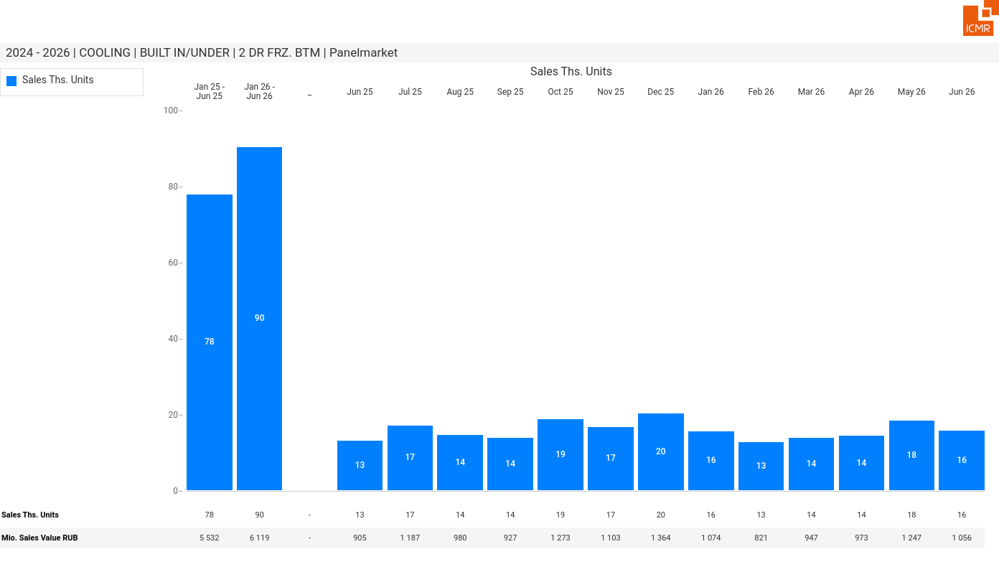 ICMR
2024 - 2026 | COOLING | BUILT IN/UNDER | 2 DR FRZ. BTM | Panelmarket
Sales Ths. Units
Sales Ths. Units
Jan 25 - Jun 25 Jan 26 - Jun 26 – Jun 25 Jul 25 Aug 25 Sep 25 Oct 25 Nov 25 Dec 25 Jan 26 Feb 26 Mar 26 Apr 26 May 26 Jun 26
100
80
60
40
20
0
78 90 13 17 14 14 19 17 20 16 13 14 14 18 16
Sales Ths. Units 78 90 - 13 17 14 14 19 17 20 16 13 14 14 18 16
Mio. Sales Value RUB 5 532 6 119 - 905 1 187 980 927 1 273 1 103 1 364 1 074 821 947 973 1 247 1 056